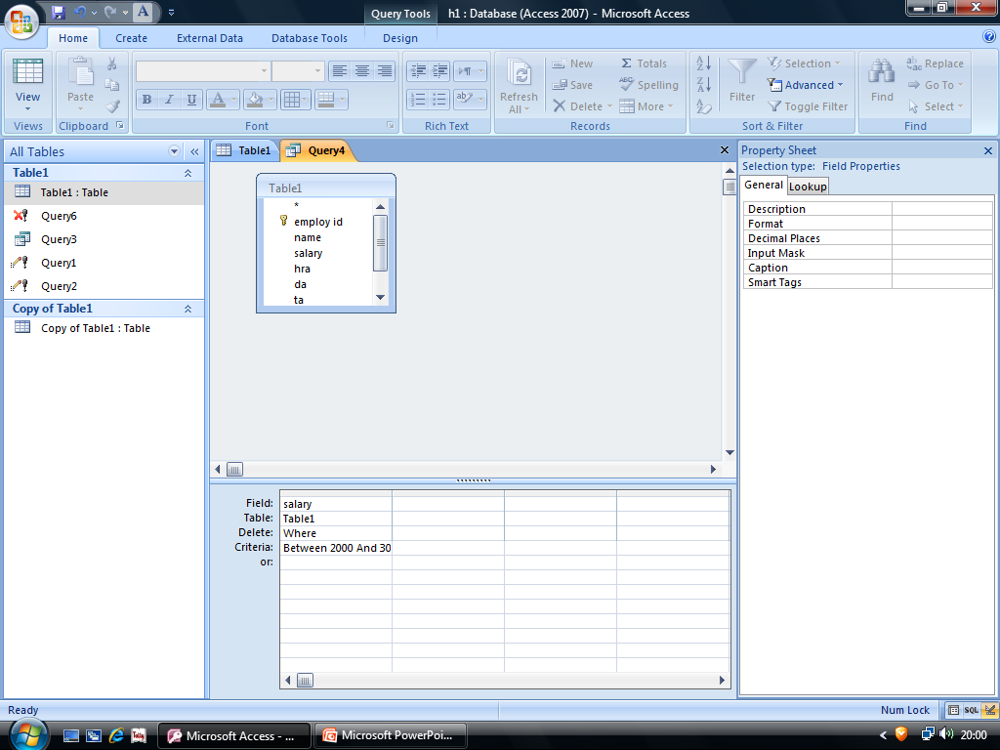 Query Tools
h1 : Database (Access 2007) - Microsoft Access
Home Create External Data Database Tools Design
View
Views
Paste
Clipboard
B I U A
Font
ab
Rich Text
Refresh All
New
Save
Delete
Σ Totals
Spelling
More
Records
Filter
Selection
Advanced
Toggle Filter
Sort & Filter
Find
Replace
Go To
Select
Find
All Tables
Table1
Table1 : Table
Query6
Query3
Query1
Query2
Copy of Table1
Copy of Table1 : Table
Table1 Query4
Table1
*
employ id
name
salary
hra
da
ta
Field: salary
Table: Table1
Delete: Where
Criteria: Between 2000 And 30
or:
Property Sheet
Selection type: Field Properties
General Lookup
Description
Format
Decimal Places
Input Mask
Caption
Smart Tags
Ready
Num Lock
SQL
Microsoft Access - ...
Microsoft PowerPoi...
20:00